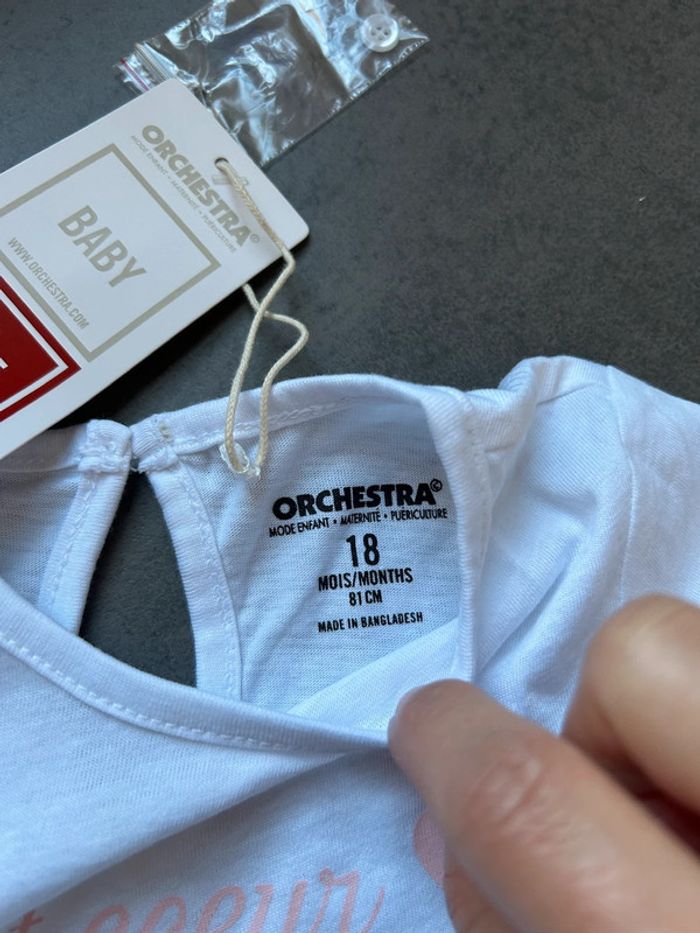 ORCHESTRA©
MODE ENFANT • MATERNITÉ • PUÉRICULTURE
BABY
WWW.ORCHESTRA.COM
ORCHESTRA©
MODE ENFANT • MATERNITÉ • PUÉRICULTURE
18
MOIS/MONTHS
81 CM
MADE IN BANGLADESH
coeur